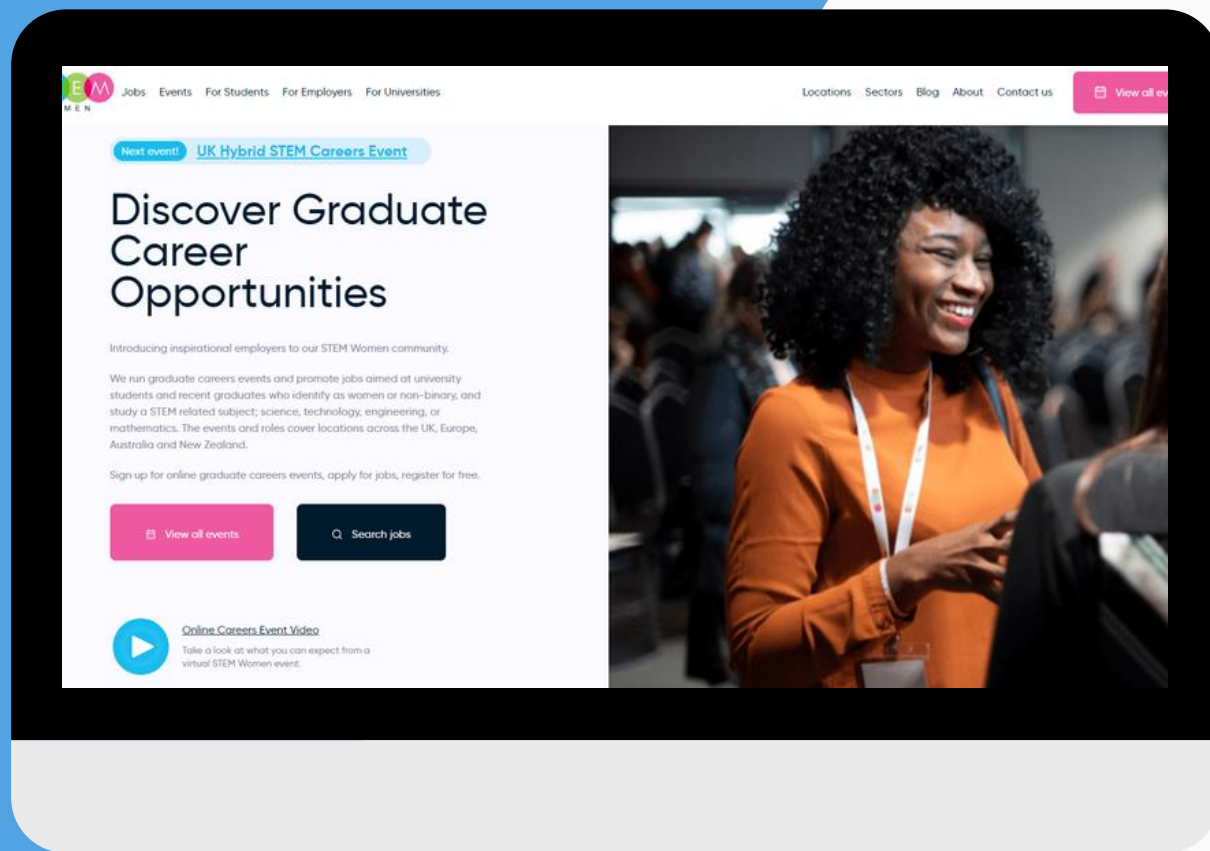 EM
MEN
Jobs Events For Students For Employers For Universities
Locations Sectors Blog About Contact us
View all ev
Next event! UK Hybrid STEM Careers Event
Discover Graduate
Career
Opportunities
Introducing inspirational employers to our STEM Women community.
We run graduate careers events and promote jobs aimed at university
students and recent graduates who identify as women or non-binary, and
study a STEM related subject; science, technology, engineering, or
mathematics. The events and roles cover locations across the UK, Europe,
Australia and New Zealand.
Sign up for online graduate careers events, apply for jobs, register for free.
View all events
Search jobs
Online Careers Event Video
Take a look at what you can expect from a
virtual STEM Women event.